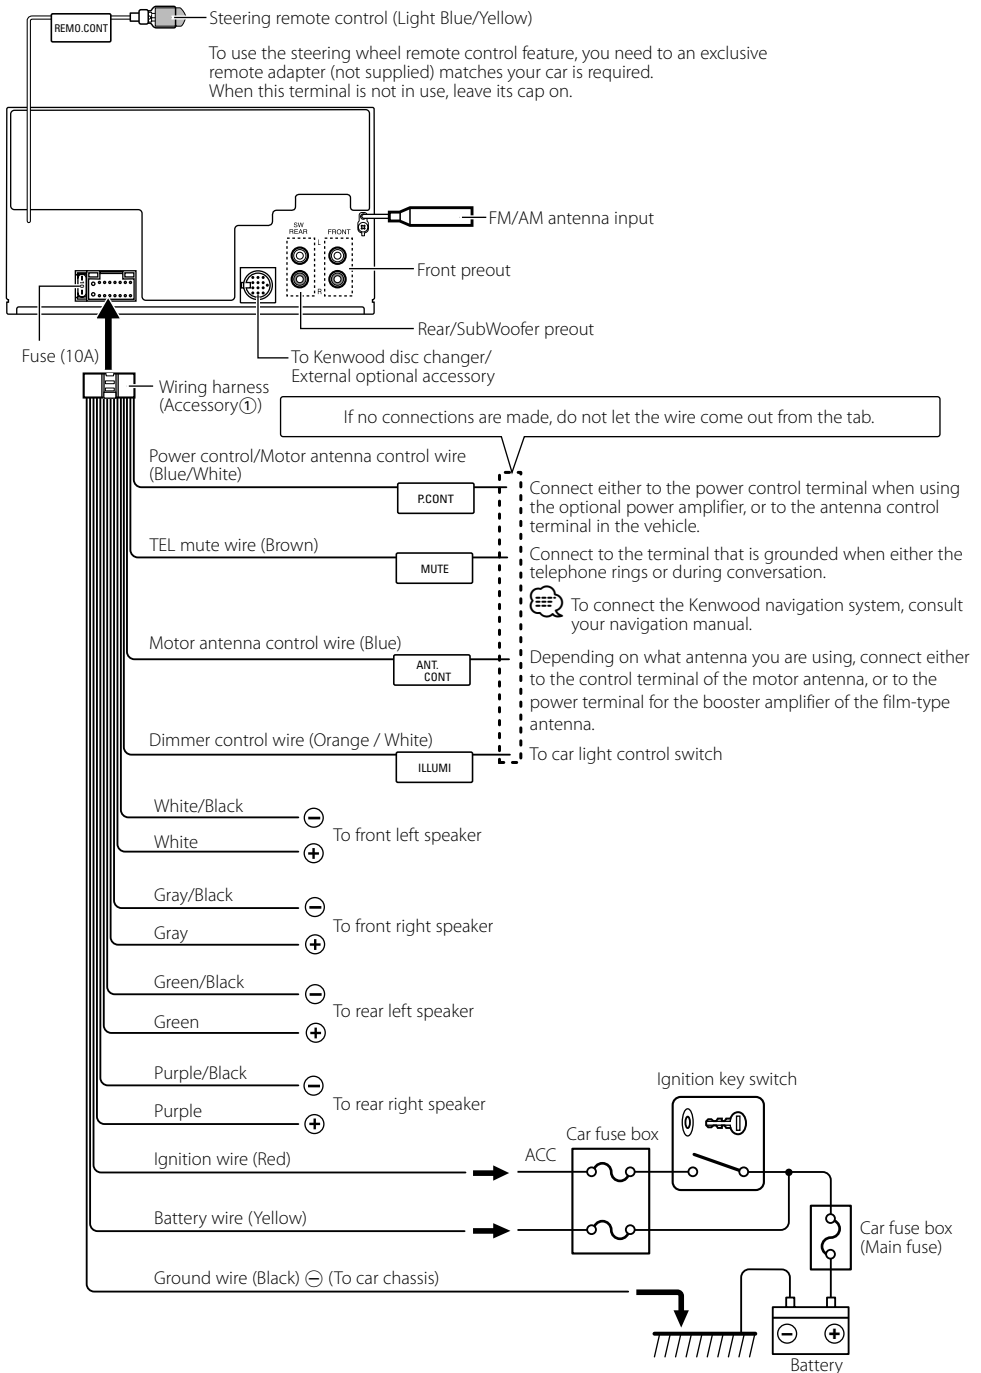 REMO.CONT
Steering remote control (Light Blue/Yellow)
To use the steering wheel remote control feature, you need to an exclusive
remote adapter (not supplied) matches your car is required.
When this terminal is not in use, leave its cap on.
FM/AM antenna input
SW
REAR
FRONT
L
R
Front preout
Rear/SubWoofer preout
Fuse (10A)
To Kenwood disc changer/
External optional accessory
Wiring harness
(Accessory①)
If no connections are made, do not let the wire come out from the tab.
Power control/Motor antenna control wire
(Blue/White)
P.CONT
Connect either to the power control terminal when using
the optional power amplifier, or to the antenna control
terminal in the vehicle.
TEL mute wire (Brown)
MUTE
Connect to the terminal that is grounded when either the
telephone rings or during conversation.
To connect the Kenwood navigation system, consult
your navigation manual.
Motor antenna control wire (Blue)
ANT.
CONT
Depending on what antenna you are using, connect either
to the control terminal of the motor antenna, or to the
power terminal for the booster amplifier of the film-type
antenna.
Dimmer control wire (Orange / White)
ILLUMI
To car light control switch
White/Black
⊖
White
⊕
To front left speaker
Gray/Black
⊖
Gray
⊕
To front right speaker
Green/Black
⊖
Green
⊕
To rear left speaker
Purple/Black
⊖
Purple
⊕
To rear right speaker
Ignition key switch
Car fuse box
Ignition wire (Red)
ACC
Battery wire (Yellow)
Car fuse box
(Main fuse)
Ground wire (Black) ⊖ (To car chassis)
⊖ ⊕
Battery